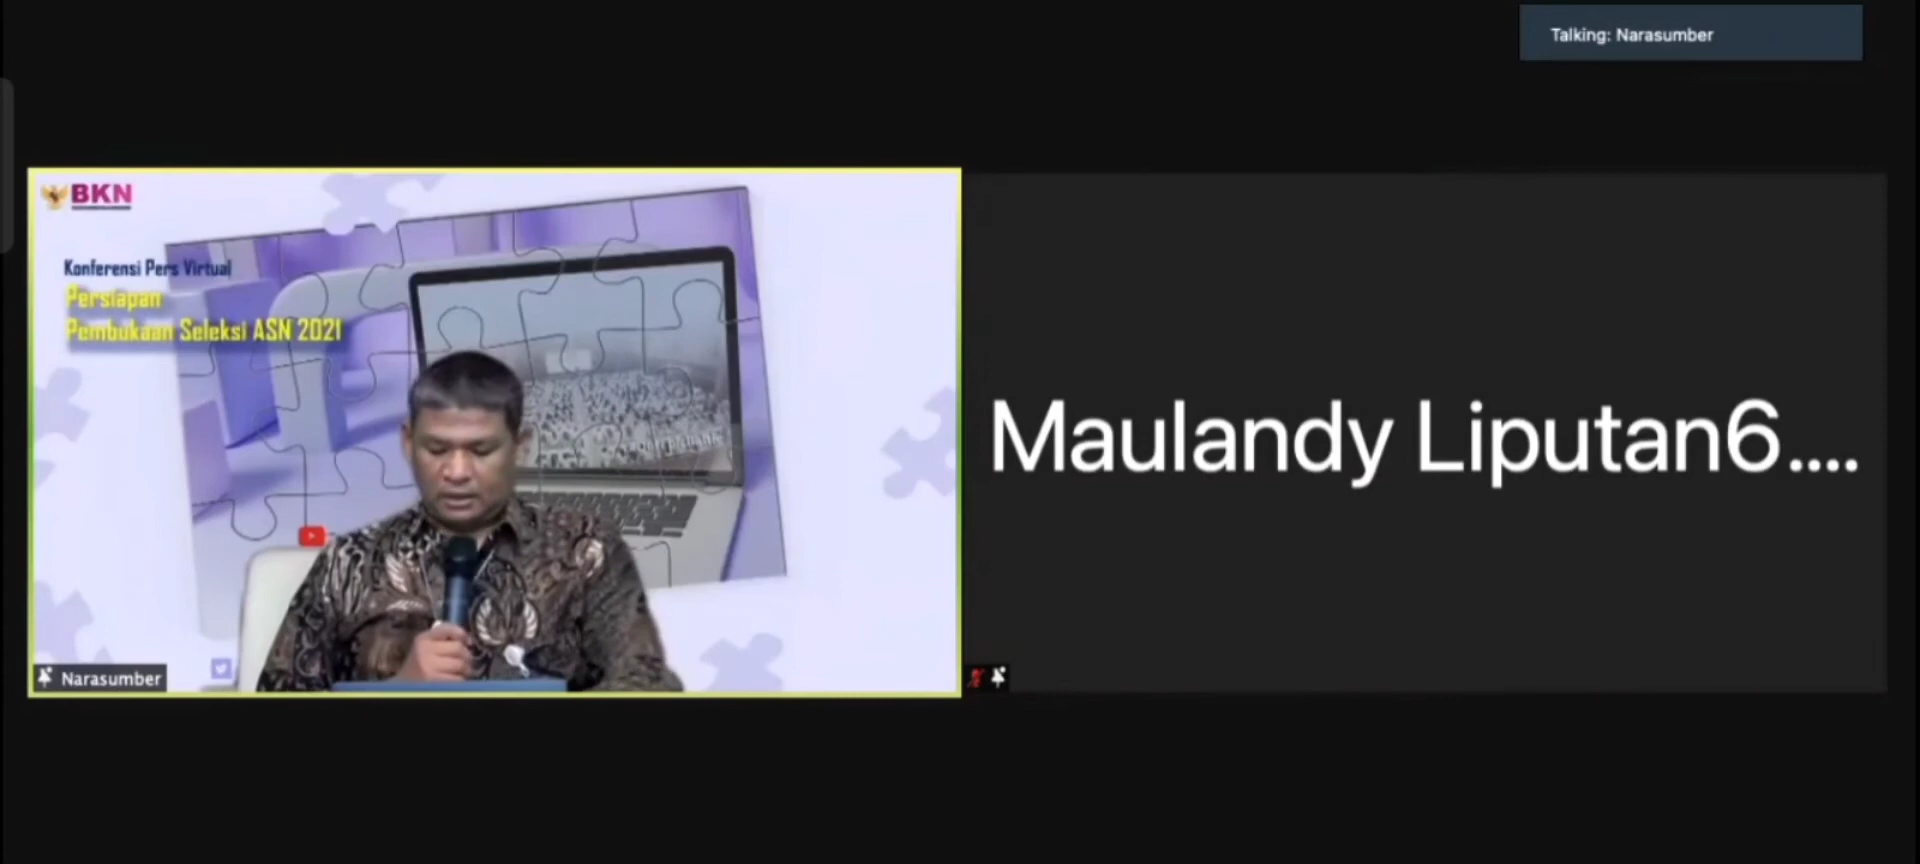 Talking: Narasumber
BKN
Konferensi Pers Virtual
Persiapan
Pembukaan Seleksi ASN 2021
Narasumber
Maulandy Liputan6....